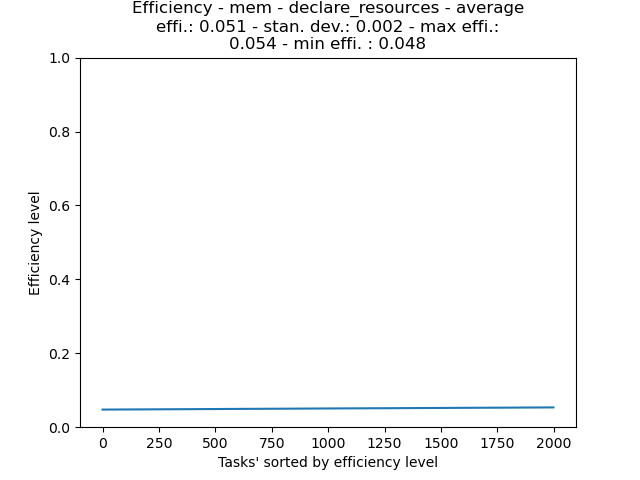 Efficiency - mem - declare_resources - average
effi.: 0.051 - stan. dev.: 0.002 - max effi.:
0.054 - min effi. : 0.048
1.0
0.8
0.6
0.4
0.2
0.0
Efficiency level
0 250 500 750 1000 1250 1500 1750 2000
Tasks' sorted by efficiency level